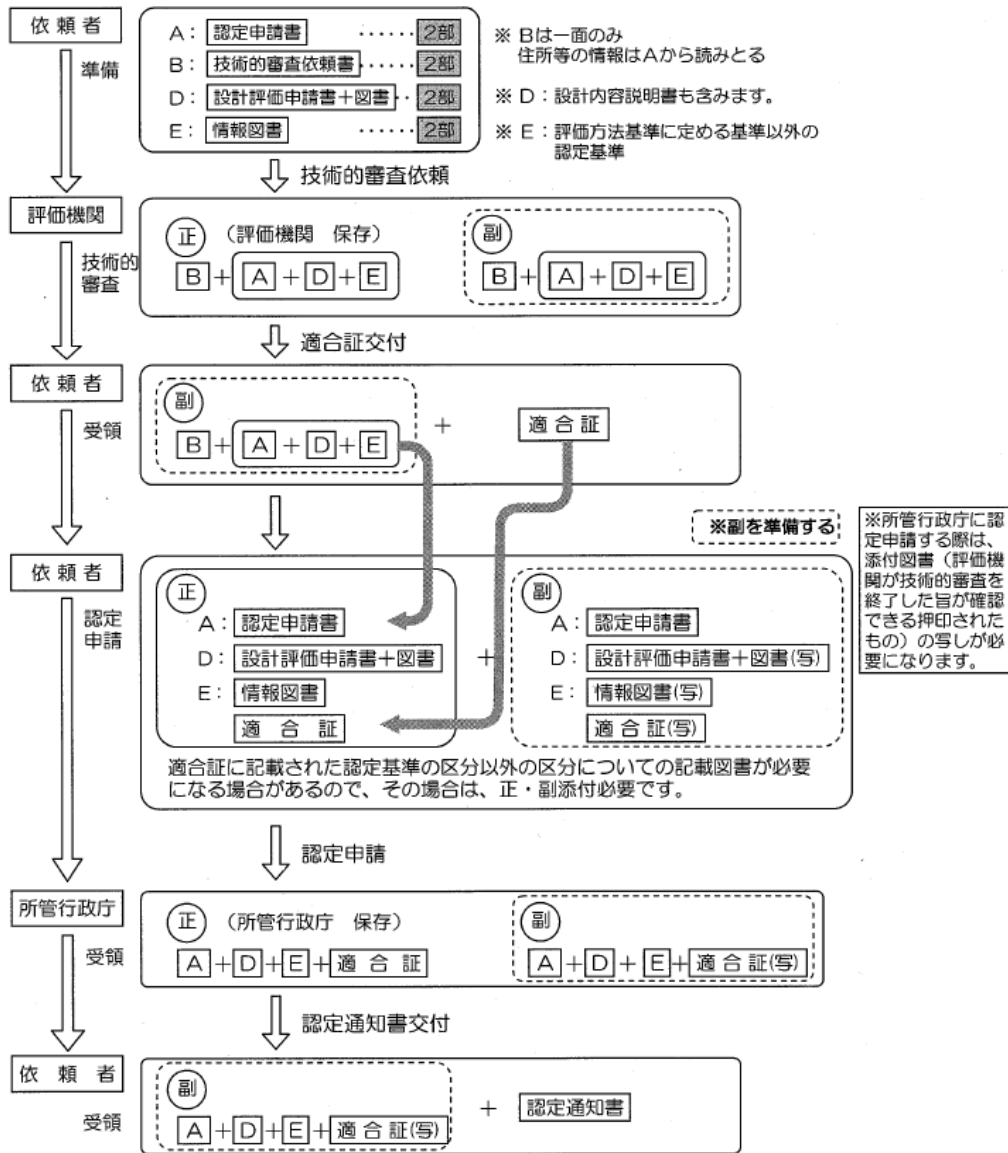 依頼者
準備
A：認定申請書 ‥‥‥ 2部
B：技術的審査依頼書 ‥‥‥ 2部
D：設計評価申請書＋図書‥ 2部
E：情報図書 ‥‥‥ 2部
※ Bは一面のみ
住所等の情報はAから読みとる
※ D：設計内容説明書も含みます。
※ E：評価方法基準に定める基準以外の
認定基準
技術的審査依頼
評価機関
技術的
審査
正 （評価機関 保存）
B＋A＋D＋E
副
B＋A＋D＋E
適合証交付
依頼者
受領
副
B＋A＋D＋E
＋
適合証
※副を準備する
※所管行政庁に認
定申請する際は、
添付図書（評価機
関が技術的審査を
終了した旨が確認
できる押印された
もの）の写しが必
要になります。
依頼者
認定
申請
正
A：認定申請書
D：設計評価申請書＋図書
E：情報図書
適合証
＋
副
A：認定申請書
D：設計評価申請書＋図書(写)
E：情報図書(写)
適合証(写)
適合証に記載された認定基準の区分以外の区分についての記載図書が必要
になる場合があるので、その場合は、正・副添付必要です。
認定申請
所管行政庁
受領
正 （所管行政庁 保存）
A＋D＋E＋適合証
副
A＋D＋E＋適合証(写)
認定通知書交付
依頼者
受領
副
A＋D＋E＋適合証(写)
＋
認定通知書